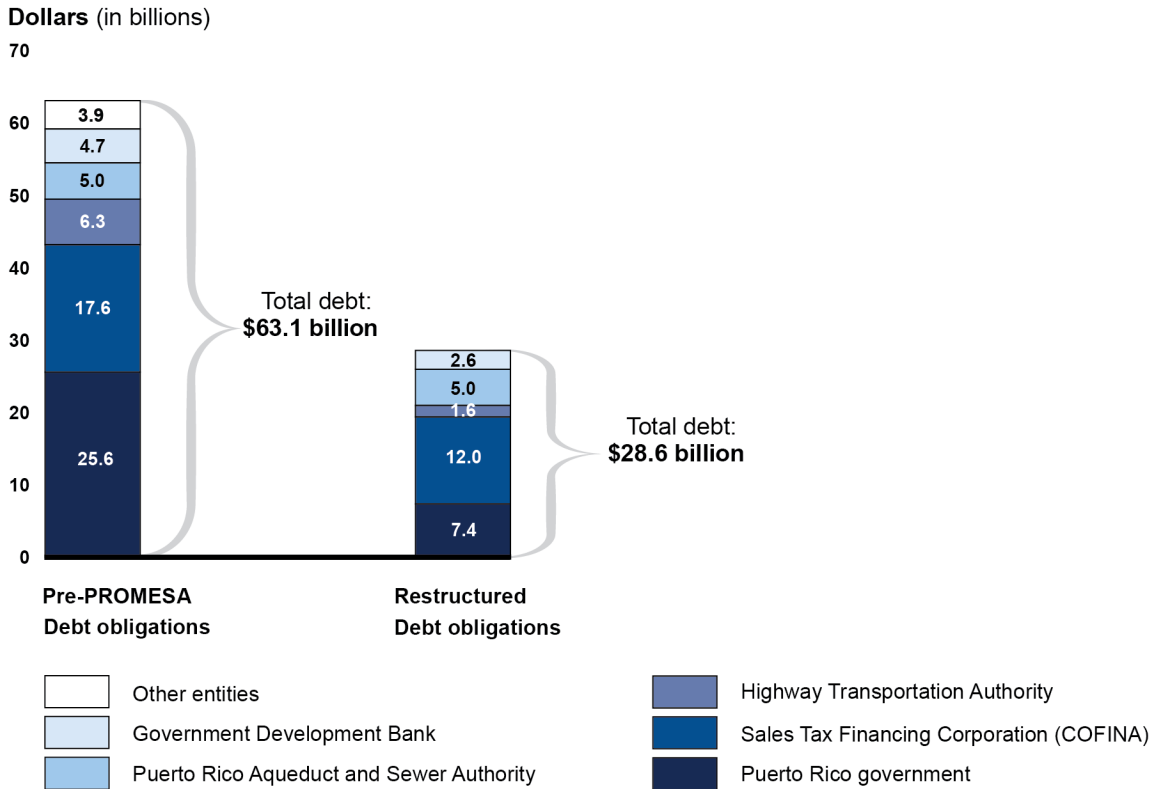 Dollars (in billions)
70
60
50
40
30
20
10
0
3.9
4.7
5.0
6.3
17.6
25.6
Total debt:
$63.1 billion
2.6
5.0
1.6
12.0
7.4
Total debt:
$28.6 billion
Pre-PROMESA
Debt obligations
Restructured
Debt obligations
Other entities
Government Development Bank
Puerto Rico Aqueduct and Sewer Authority
Highway Transportation Authority
Sales Tax Financing Corporation (COFINA)
Puerto Rico government